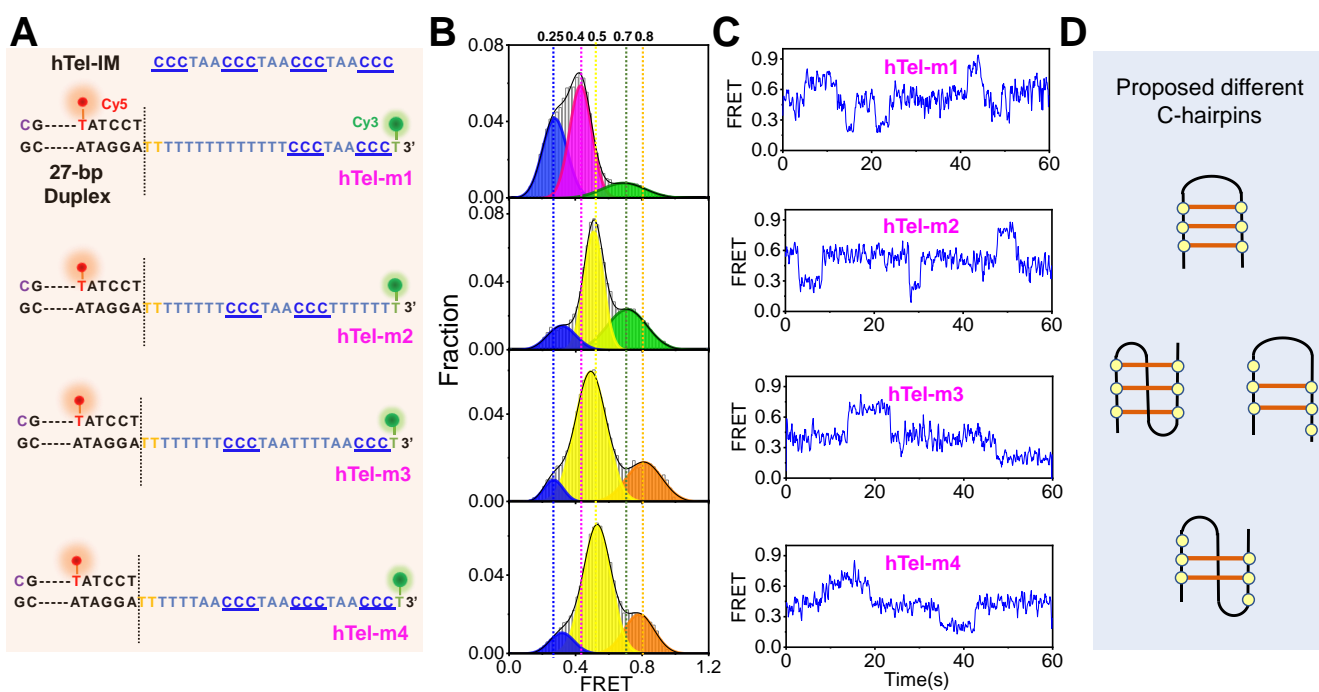 A
hTel-IM CCCTAACCCTAACCCTAACCC
Cy5
CG-----TATCCT
Cy3
GC----ATAGGATTTTTTTTTTTTTTCCCTAACCCT 3'
27-bp
Duplex
hTel-m1
CG-----TATCCT
GC----ATAGGATTTTTTTTCCCTAACCCTTTTTTT 3'
hTel-m2
CG-----TATCCT
GC----ATAGGATTTTTTTTCCCTAATTTTAACCCT 3'
hTel-m3
CG-----TATCCT
GC----ATAGGATTTTTTAACCCTAACCCTAACCCT 3'
hTel-m4
B
0.25 0.4 0.5 0.7 0.8
0.08
0.04
0.00
0.08
0.04
0.00
0.04
0.00
0.04
0.00
Fraction
0.0 0.4 0.8 1.2
FRET
C
hTel-m1
FRET
0.9
0.6
0.3
0.0
0 20 40 60
hTel-m2
FRET
0.9
0.6
0.3
0.0
0 20 40 60
hTel-m3
FRET
0.9
0.6
0.3
0.0
0 20 40 60
hTel-m4
FRET
0.9
0.6
0.3
0.0
0 20 40 60
Time(s)
D
Proposed different
C-hairpins